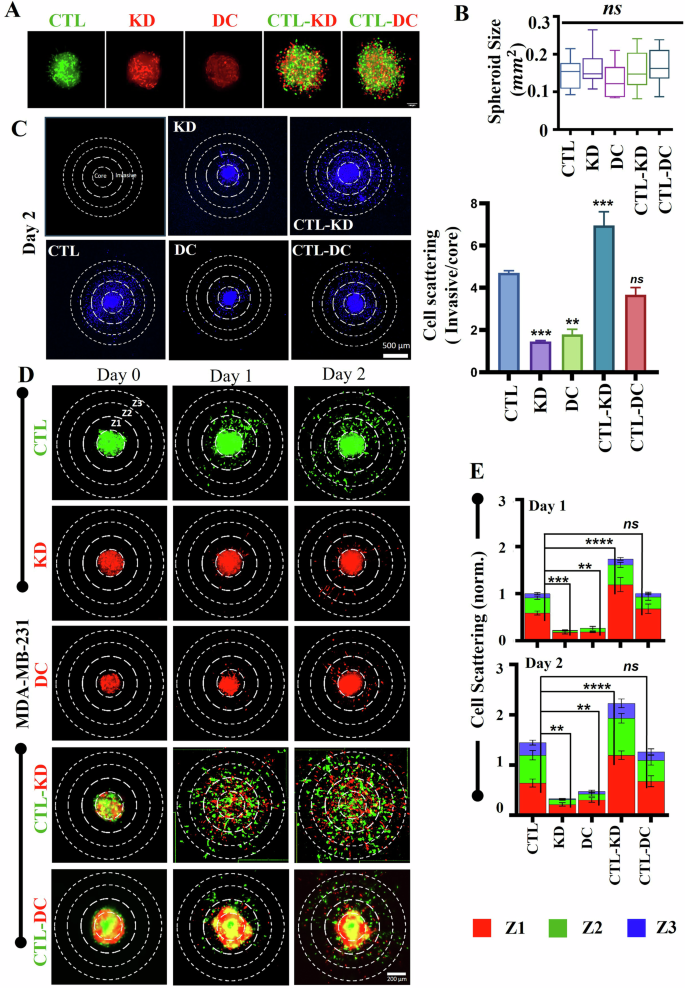 A
CTL
KD
DC
CTL-KD
CTL-DC
B
ns
Spheroid Size
(mm²)
0.3
0.2
0.1
0
CTL
KD
DC
CTL-KD
CTL-DC
C
Day 2
Core
Invasive
KD
CTL-KD
CTL
DC
CTL-DC
500 µm
Cell scattering
( Invasive/core)
8
6
4
2
0
***
**
***
ns
CTL
KD
DC
CTL-KD
CTL-DC
D
Day 0
Day 1
Day 2
MDA-MB-231
CTL
Z3
Z2
Z1
KD
DC
CTL-KD
CTL-DC
200 µm
E
Cell Scattering (norm.)
Day 1
3
2
1
0
ns
****
**
***
Day 2
3
2
1
0
ns
****
**
**
CTL
KD
DC
CTL-KD
CTL-DC
Z1
Z2
Z3